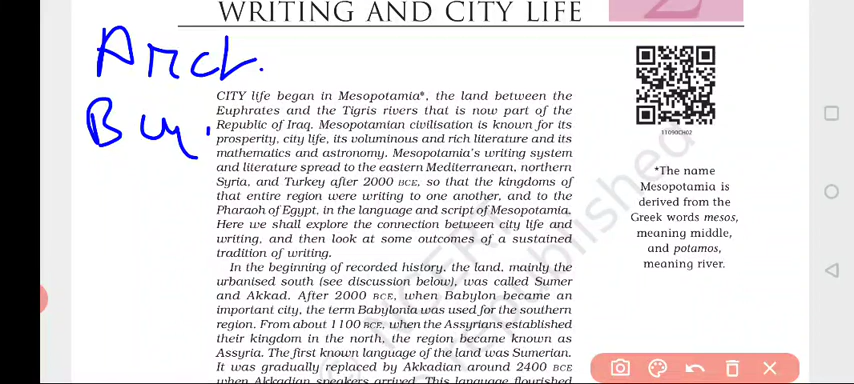 WRITING AND CITY LIFE
CITY life began in Mesopotamia*, the land between the
Euphrates and the Tigris rivers that is now part of the
Republic of Iraq. Mesopotamian civilisation is known for its
prosperity, city life, its voluminous and rich literature and its
mathematics and astronomy. Mesopotamia's writing system
and literature spread to the eastern Mediterranean, northern
Syria, and Turkey after 2000 BCE, so that the kingdoms of
that entire region were writing to one another, and to the
Pharaoh of Egypt, in the language and script of Mesopotamia.
Here we shall explore the connection between city life and
writing, and then look at some outcomes of a sustained
tradition of writing.
In the beginning of recorded history, the land, mainly the
urbanised south (see discussion below), was called Sumer
and Akkad. After 2000 BCE, when Babylon became an
important city, the term Babylonia was used for the southern
region. From about 1100 BCE, when the Assyrians established
their kingdom in the north, the region became known as
Assyria. The first known language of the land was Sumerian.
It was gradually replaced by Akkadian around 2400 BCE
when Akkadian speakers arrived. This language flourished
11090CH02
*The name
Mesopotamia is
derived from the
Greek words mesos,
meaning middle,
and potamos,
meaning river.
© NCERT
republished